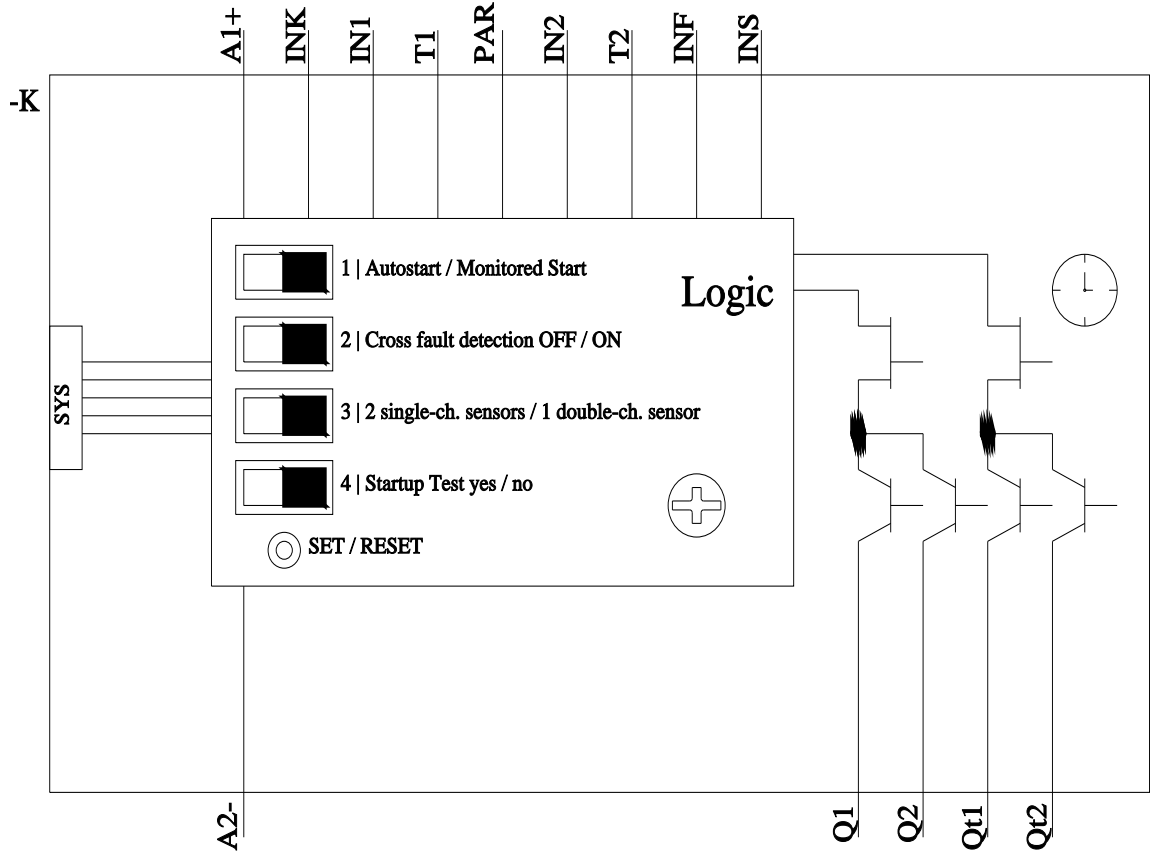 A1+
INK
IN1
T1
PAR
IN2
T2
INF
INS
-K
1 | Autostart / Monitored Start
Logic
2 | Cross fault detection OFF / ON
SYS
3 | 2 single-ch. sensors / 1 double-ch. sensor
4 | Startup Test yes / no
SET / RESET
A2-
Q1
Q2
Qt1
Qt2